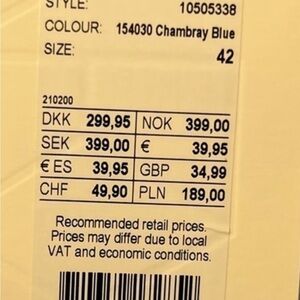 STYLE: 10505338
COLOUR: 154030 Chambray Blue
SIZE: 42
210200
DKK 299,95 NOK 399,00
SEK 399,00 € 39,95
€ ES 39,95 GBP 34,99
CHF 49,90 PLN 189,00
Recommended retail prices.
Prices may differ due to local
VAT and economic conditions.